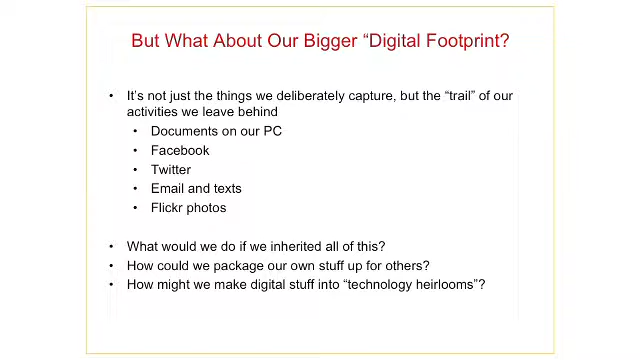 But What About Our Bigger “Digital Footprint?
• It’s not just the things we deliberately capture, but the “trail” of our
activities we leave behind
• Documents on our PC
• Facebook
• Twitter
• Email and texts
• Flickr photos
• What would we do if we inherited all of this?
• How could we package our own stuff up for others?
• How might we make digital stuff into “technology heirlooms”?